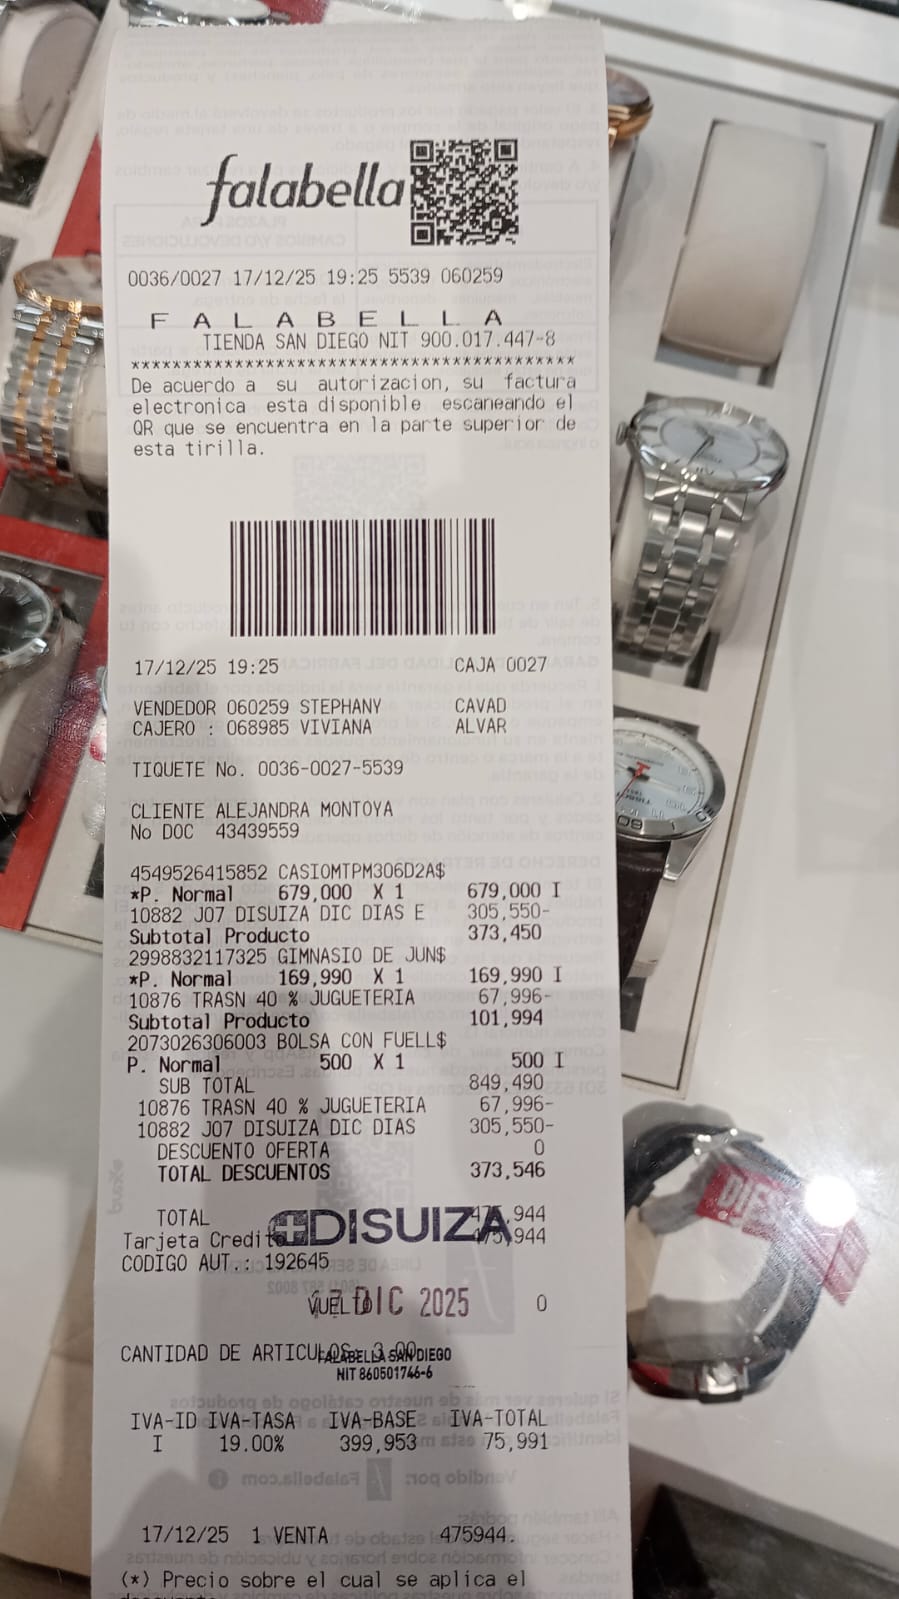 falabella
0036/0027 17/12/25 19:25 5539 060259
F A L A B E L L A
TIENDA SAN DIEGO NIT 900.017.447-8
*****************************************
De acuerdo a su autorizacion, su factura
electronica esta disponible escaneando el
QR que se encuentra en la parte superior de
esta tirilla.
17/12/25 19:25 CAJA 0027
VENDEDOR 060259 STEPHANY CAVAD
CAJERO : 068985 VIVIANA ALVAR
TIQUETE No. 0036-0027-5539
CLIENTE ALEJANDRA MONTOYA
No DOC 43439559
4549526415852 CASIOMTPM306D2A$
*P. Normal 679,000 X 1 679,000 I
10882 J07 DISUIZA DIC DIAS E 305,550-
Subtotal Producto 373,450
2998832117325 GIMNASIO DE JUN$
*P. Normal 169,990 X 1 169,990 I
10876 TRASN 40 % JUGUETERIA 67,996-
Subtotal Producto 101,994
2073026306003 BOLSA CON FUELL$
P. Normal 500 X 1 500 I
SUB TOTAL 849,490
10876 TRASN 40 % JUGUETERIA 67,996-
10882 J07 DISUIZA DIC DIAS 305,550-
DESCUENTO OFERTA 0
TOTAL DESCUENTOS 373,546
TOTAL 475,944
DISUIZA
Tarjeta Credito 475,944
CODIGO AUT.: 192645
VUELTO 0
DIC 2025
CANTIDAD DE ARTICULOS: 3.00
FALABELLA SAN DIEGO
NIT 860501746-6
IVA-ID IVA-TASA IVA-BASE IVA-TOTAL
I 19.00% 399,953 75,991
17/12/25 1 VENTA 475944.
(*) Precio sobre el cual se aplica el